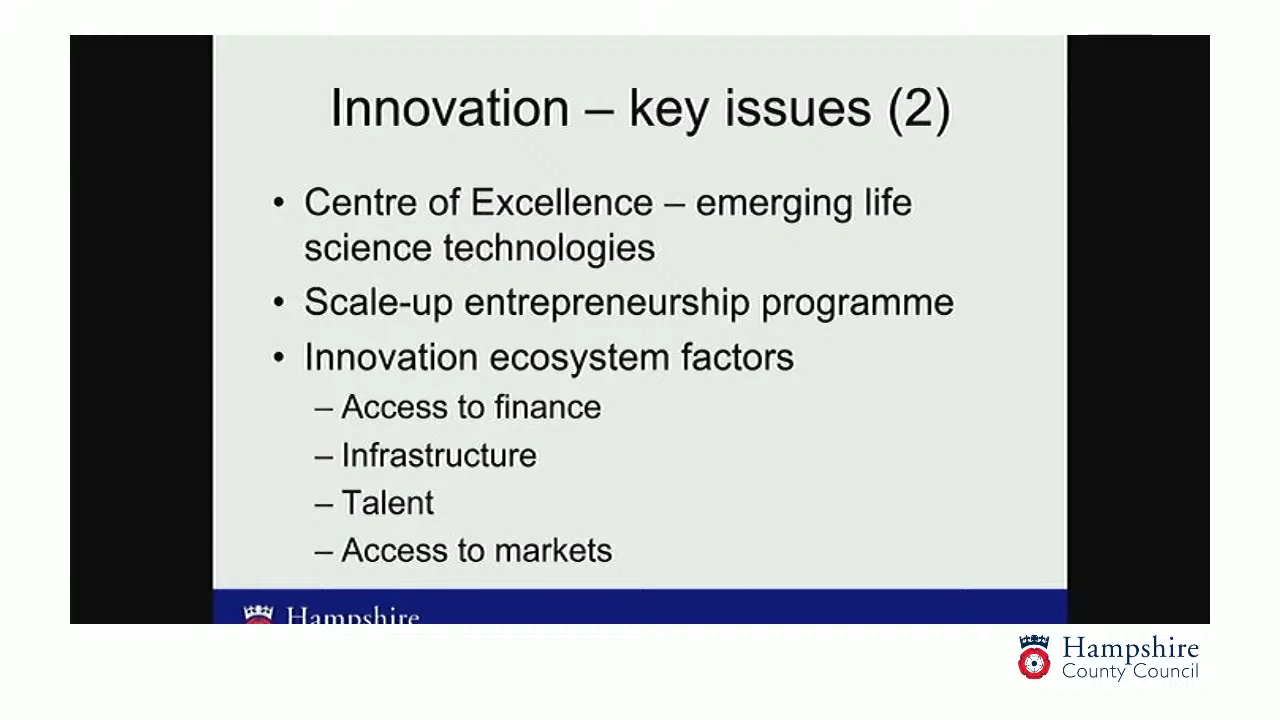 Innovation – key issues (2)
• Centre of Excellence – emerging life
science technologies
• Scale-up entrepreneurship programme
• Innovation ecosystem factors
– Access to finance
– Infrastructure
– Talent
– Access to markets
Hampshire
Hampshire
County Council